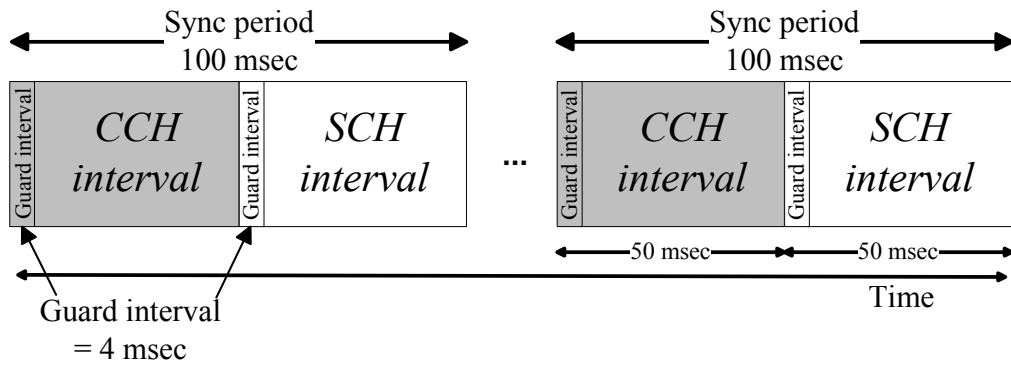 Sync period
100 msec
Sync period
100 msec
Guard interval
CCH
interval
Guard interval
SCH
interval
...
Guard interval
CCH
interval
Guard interval
SCH
interval
50 msec
50 msec
Time
Guard interval
= 4 msec